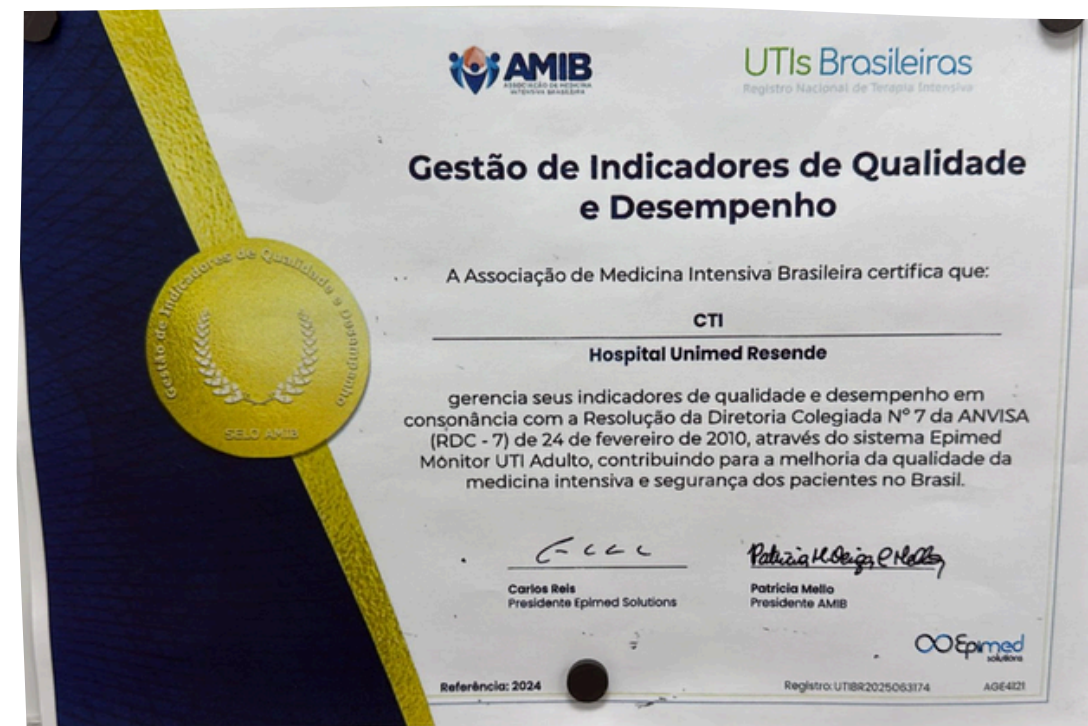 AMIB
ASSOCIAÇÃO DE MEDICINA
INTENSIVA BRASILEIRA
UTIs Brasileiras
Registro Nacional de Terapia Intensiva
Gestão de Indicadores de Qualidade
e Desempenho
A Associação de Medicina Intensiva Brasileira certifica que:
CTI
Hospital Unimed Resende
gerencia seus indicadores de qualidade e desempenho em
consonância com a Resolução da Diretoria Colegiada Nº 7 da ANVISA
(RDC - 7) de 24 de fevereiro de 2010, através do sistema Epimed
Monitor UTI Adulto, contribuindo para a melhoria da qualidade da
medicina intensiva e segurança dos pacientes no Brasil.
Gestão de Indicadores de Qualidade e Desempenho
SELO AMIB
Carlos Reis
Presidente Epimed Solutions
Patricia Mello
Presidente AMIB
Epimed
solutions
Referência: 2024
Registro: UTIBR2025063174
AGE4121